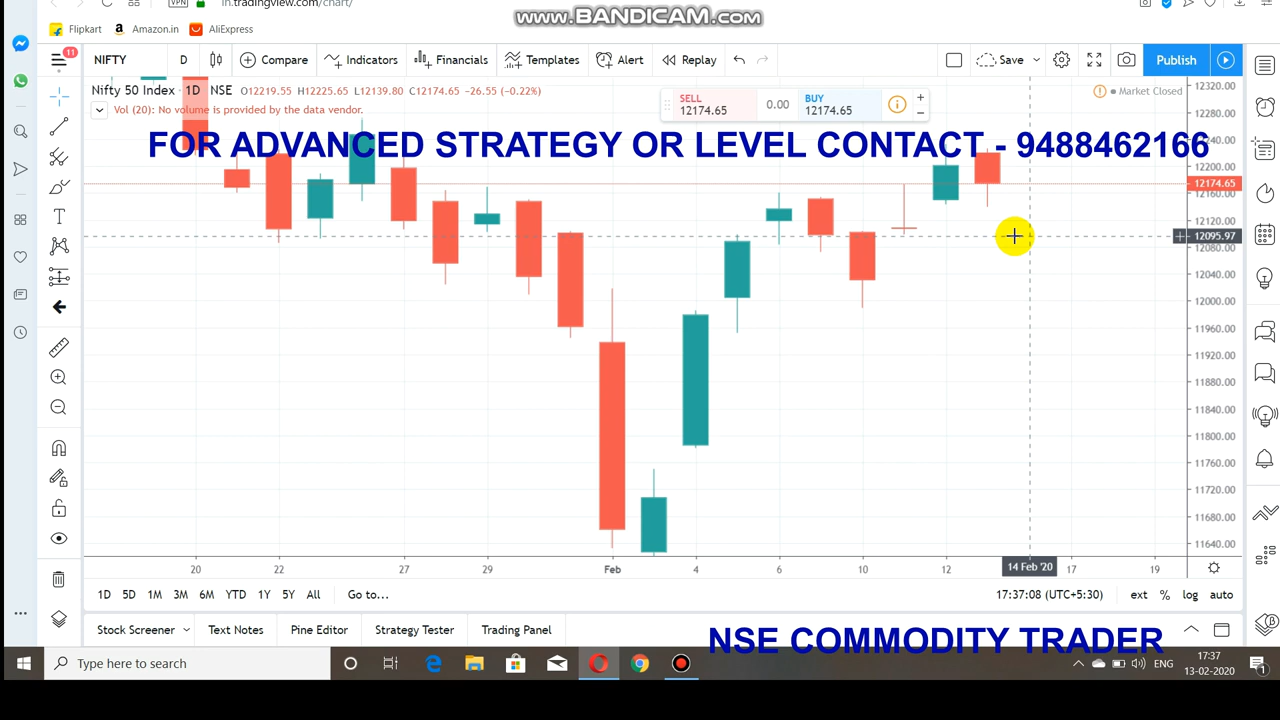 www.BANDICAM.com
in.tradingview.com/chart/
VPN
Flipkart
Amazon.in
AliExpress
11
NIFTY
D
Compare
Indicators
Financials
Templates
Alert
Replay
Save
Publish
Nifty 50 Index · 1D · NSE O12219.55 H12225.65 L12139.80 C12174.65 −26.55 (−0.22%)
Vol (20): No volume is provided by the data vendor.
SELL
12174.65
0.00
BUY
12174.65
Market Closed
FOR ADVANCED STRATEGY OR LEVEL CONTACT - 9488462166
12320.00
12280.00
12240.00
12200.00
12174.65
12160.00
12120.00
12095.97
12080.00
12040.00
12000.00
11960.00
11920.00
11880.00
11840.00
11800.00
11760.00
11720.00
11680.00
11640.00
20
22
27
29
Feb
4
6
10
12
14 Feb '20
17
19
1D 5D 1M 3M 6M YTD 1Y 5Y All
Go to...
17:37:08 (UTC+5:30)
ext % log auto
Stock Screener
Text Notes
Pine Editor
Strategy Tester
Trading Panel
NSE COMMODITY TRADER
Type here to search
ENG
17:37
13-02-2020
1